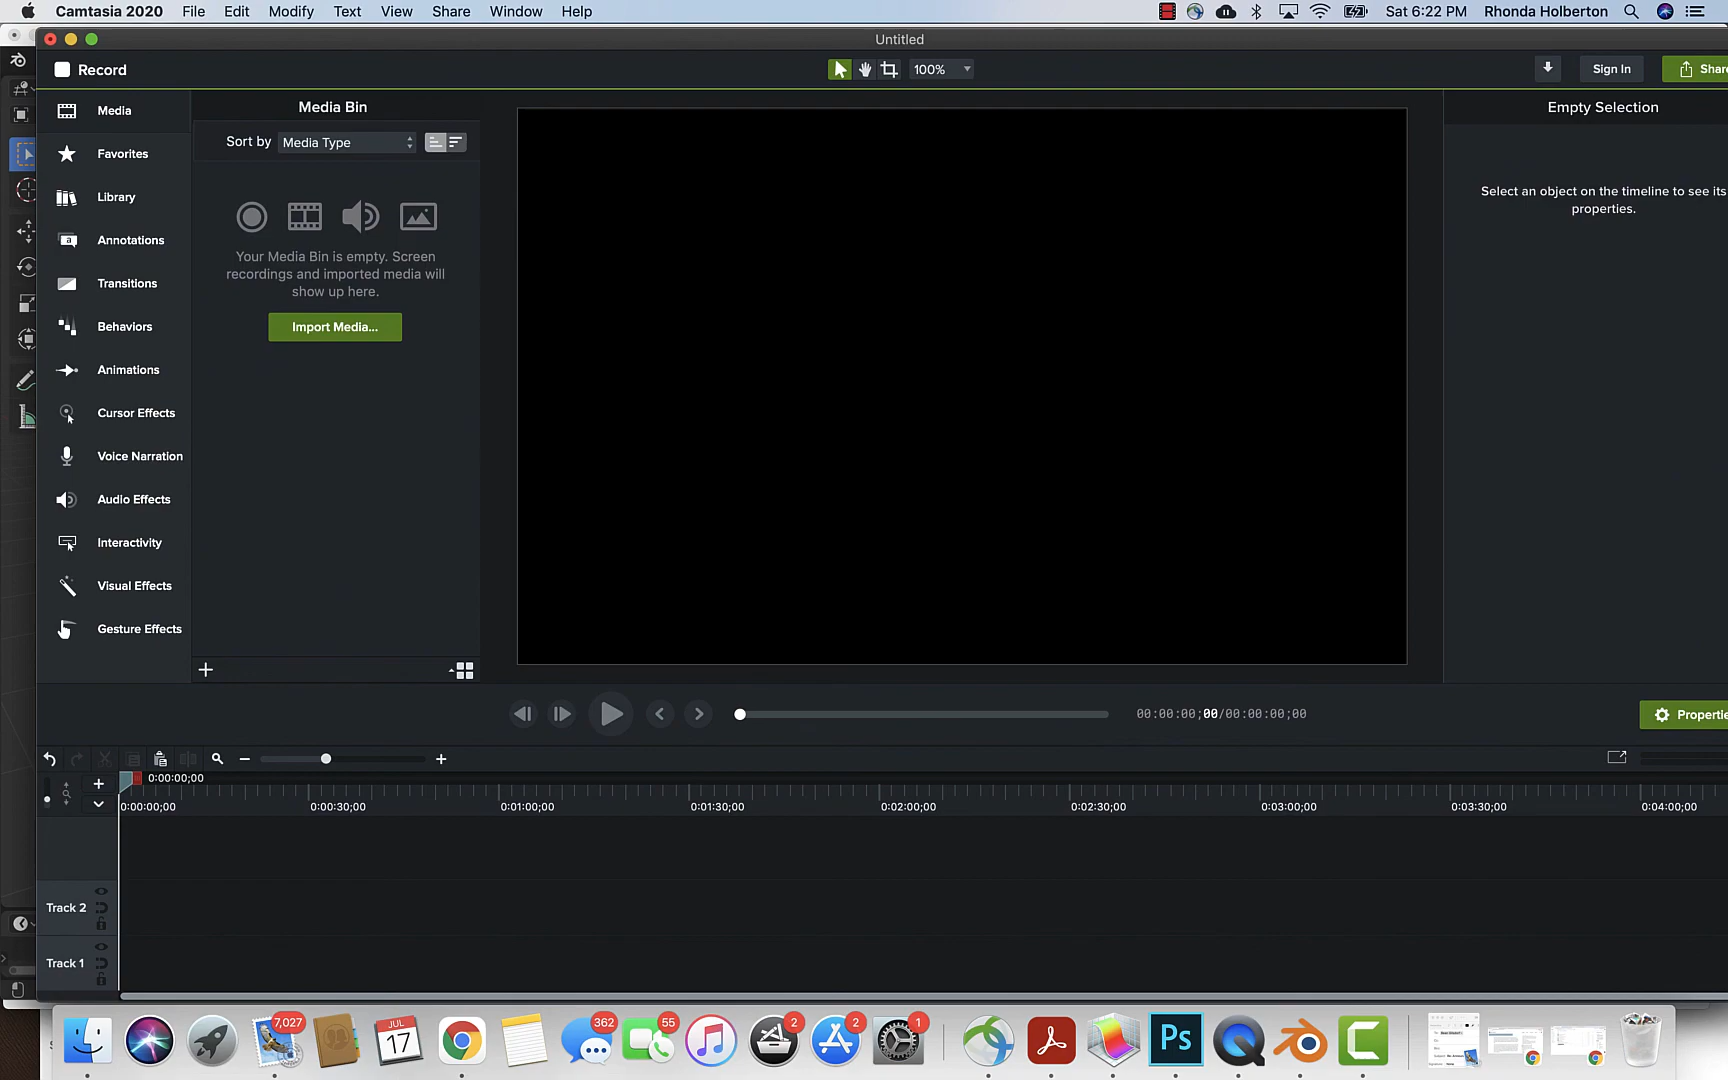 Camtasia 2020 File Edit Modify Text View Share Window Help Sat 6:22 PM Rhonda Holberton
Untitled
Record 100% Sign In Share
Media
Favorites
Library
Annotations
Transitions
Behaviors
Animations
Cursor Effects
Voice Narration
Audio Effects
Interactivity
Visual Effects
Gesture Effects
Media Bin
Sort by Media Type
Your Media Bin is empty. Screen
recordings and imported media will
show up here.
Import Media...
Empty Selection
Select an object on the timeline to see its
properties.
00:00:00;00/00:00:00;00
Propertie
0:00:00;00
0:00:00;00 0:00:30;00 0:01:00;00 0:01:30;00 0:02:00;00 0:02:30;00 0:03:00;00 0:03:30;00 0:04:00;00
Track 2
Track 1
7,027 JUL 17 362 55 2 2 1 Ps